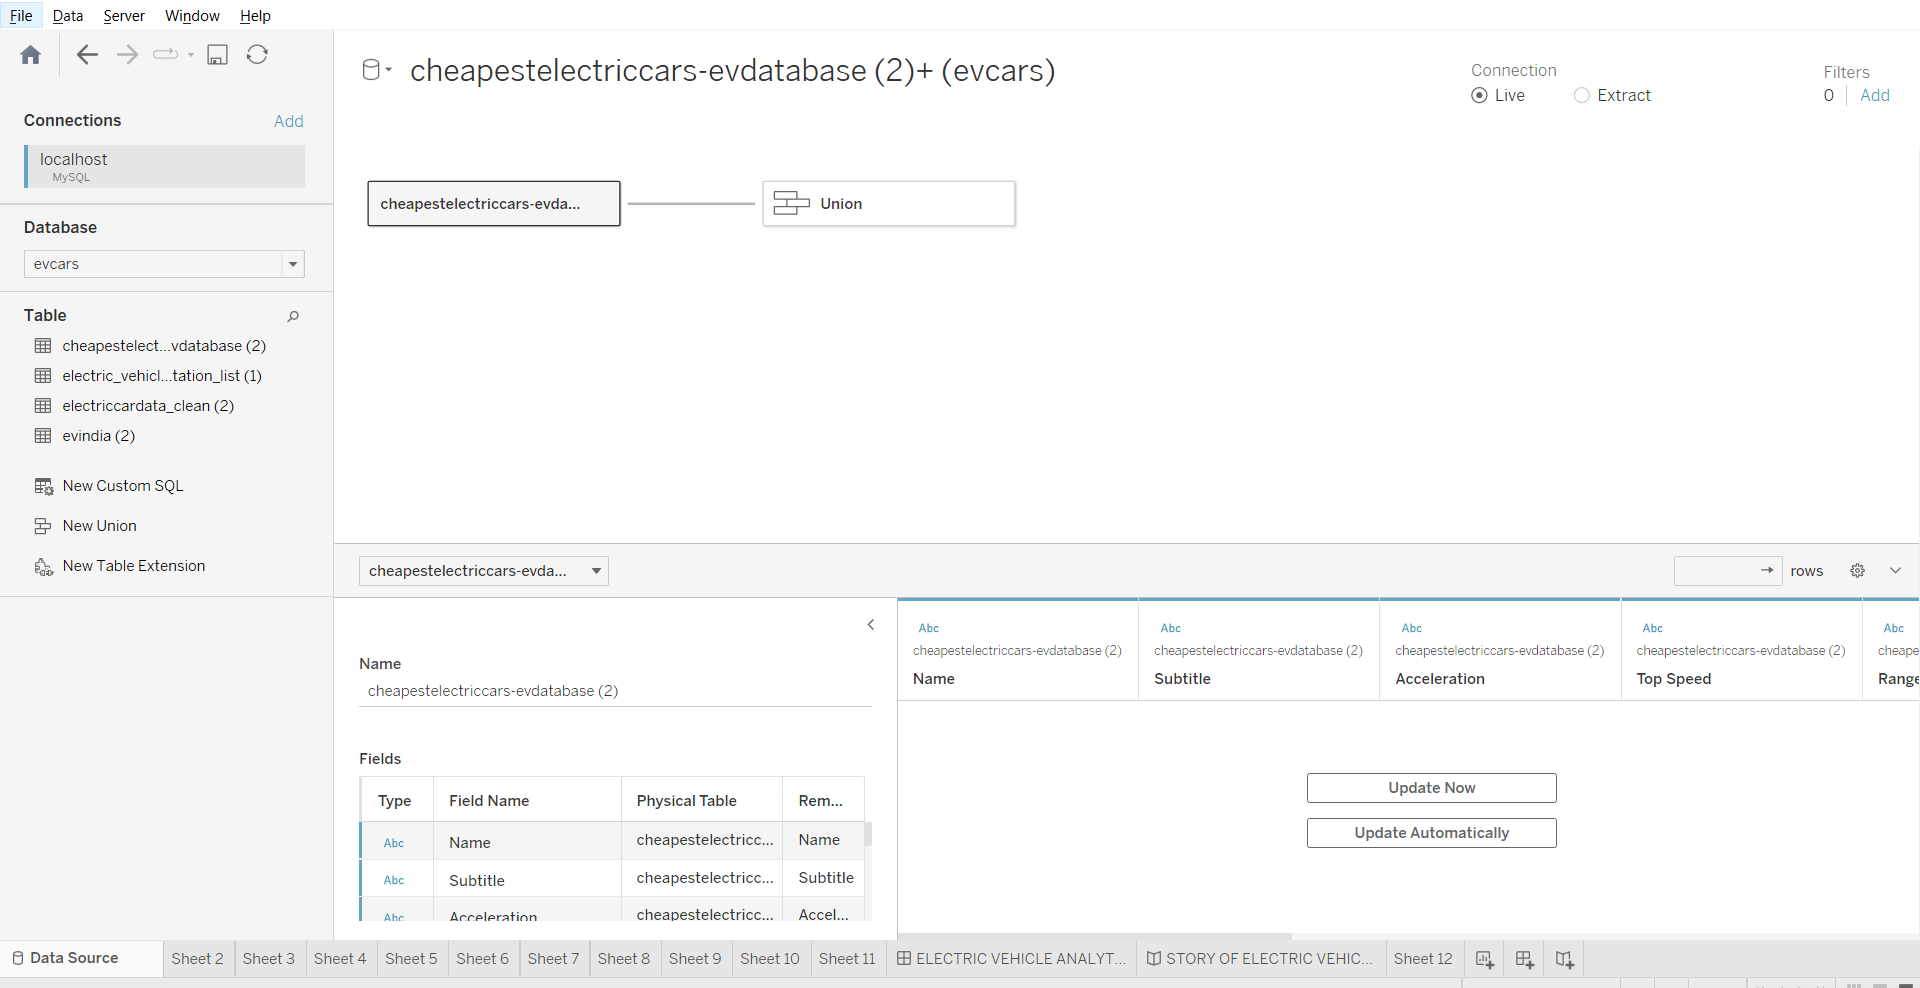 File Data Server Window Help
cheapestelectriccars-evdatabase (2)+ (evcars)
Connection
Live Extract
Filters
0 Add
Connections Add
localhost
MySQL
Database
evcars
Table
cheapestelect...vdatabase (2)
electric_vehicl...tation_list (1)
electriccardata_clean (2)
evindia (2)
New Custom SQL
New Union
New Table Extension
cheapestelectriccars-evda...
Union
cheapestelectriccars-evda...
rows
Name
cheapestelectriccars-evdatabase (2)
Fields
Type Field Name Physical Table Rem...
Abc Name cheapestelectricc... Name
Abc Subtitle cheapestelectricc... Subtitle
Abc Acceleration cheapestelectricc... Accel...
Abc Abc Abc Abc Abc
cheapestelectriccars-evdatabase (2) cheapestelectriccars-evdatabase (2) cheapestelectriccars-evdatabase (2) cheapestelectriccars-evdatabase (2) cheape
Name Subtitle Acceleration Top Speed Range
Update Now
Update Automatically
Data Source Sheet 2 Sheet 3 Sheet 4 Sheet 5 Sheet 6 Sheet 7 Sheet 8 Sheet 9 Sheet 10 Sheet 11 ELECTRIC VEHICLE ANALYT... STORY OF ELECTRIC VEHIC... Sheet 12